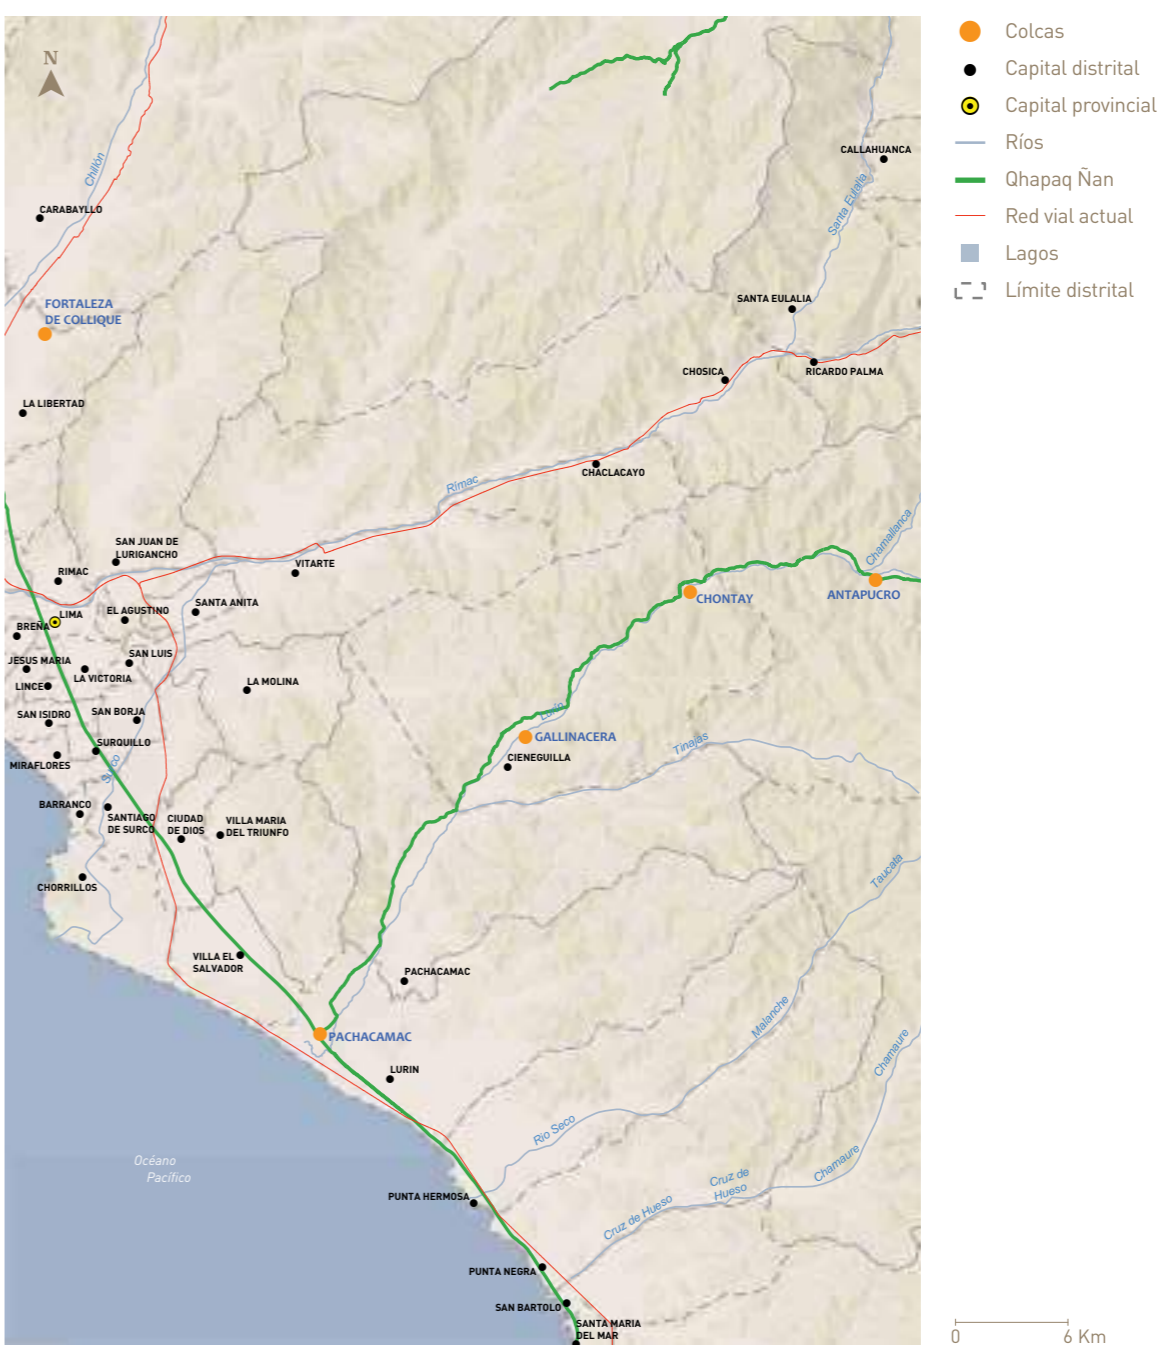 N
Colcas
Capital distrital
Capital provincial
Ríos
Qhapaq Ñan
Red vial actual
Lagos
Límite distrital
Chillón
CALLAHUANCA
Santa Eulalia
CARABAYLLO
FORTALEZA
DE COLLIQUE
SANTA EULALIA
CHOSICA
RICARDO PALMA
LA LIBERTAD
CHACLACAYO
Rímac
SAN JUAN DE
LURIGANCHO
Chamallanca
RIMAC
VITARTE
CHONTAY
ANTAPUCRO
LIMA
EL AGUSTINO
SANTA ANITA
BREÑA
JESUS MARIA
SAN LUIS
LA VICTORIA
LINCE
LA MOLINA
SAN ISIDRO
SAN BORJA
Lurín
GALLINACERA
SURQUILLO
Tinajas
MIRAFLORES
CIENEGUILLA
Surco
BARRANCO
SANTIAGO
DE SURCO
CIUDAD
DE DIOS
VILLA MARIA
DEL TRIUNFO
CHORRILLOS
Taucata
VILLA EL
SALVADOR
PACHACAMAC
Malanche
PACHACAMAC
Chamaure
LURIN
Rio Seco
Océano
Pacífico
Chamaure
Cruz de
Hueso
PUNTA HERMOSA
Cruz de Hueso
PUNTA NEGRA
SAN BARTOLO
SANTA MARIA
DEL MAR
0 6 Km